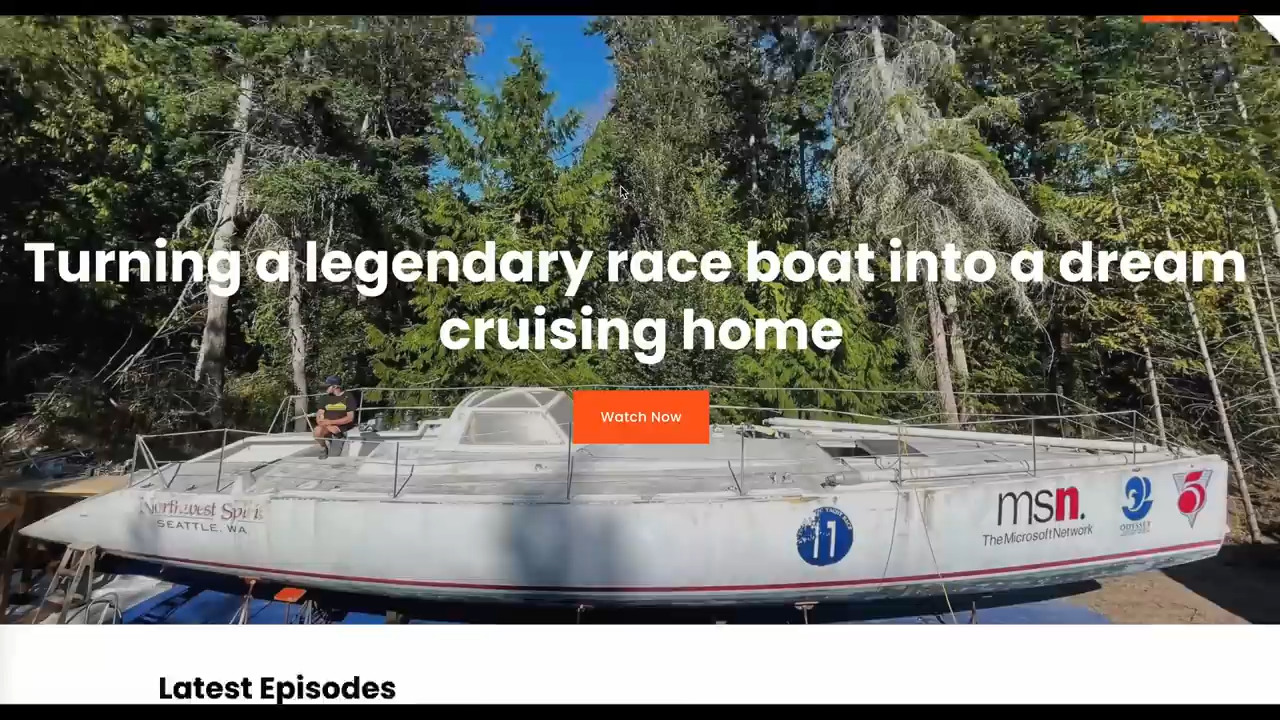 Turning a legendary race boat into a dream
cruising home
Watch Now
Northwest Spirit
SEATTLE, WA
11
msn.
The Microsoft Network
ODYSSEY
5
Latest Episodes